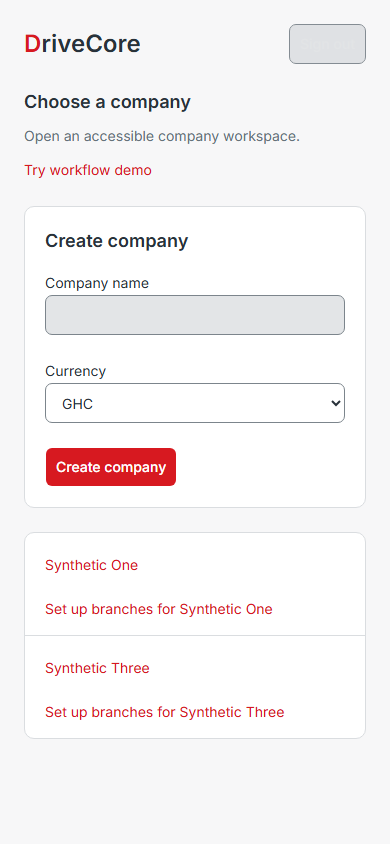 DriveCore
Choose a company
Open an accessible company workspace.
Try workflow demo
Create company
Company name
Currency
GHC
Create company
Synthetic One
Set up branches for Synthetic One
Synthetic Three
Set up branches for Synthetic Three